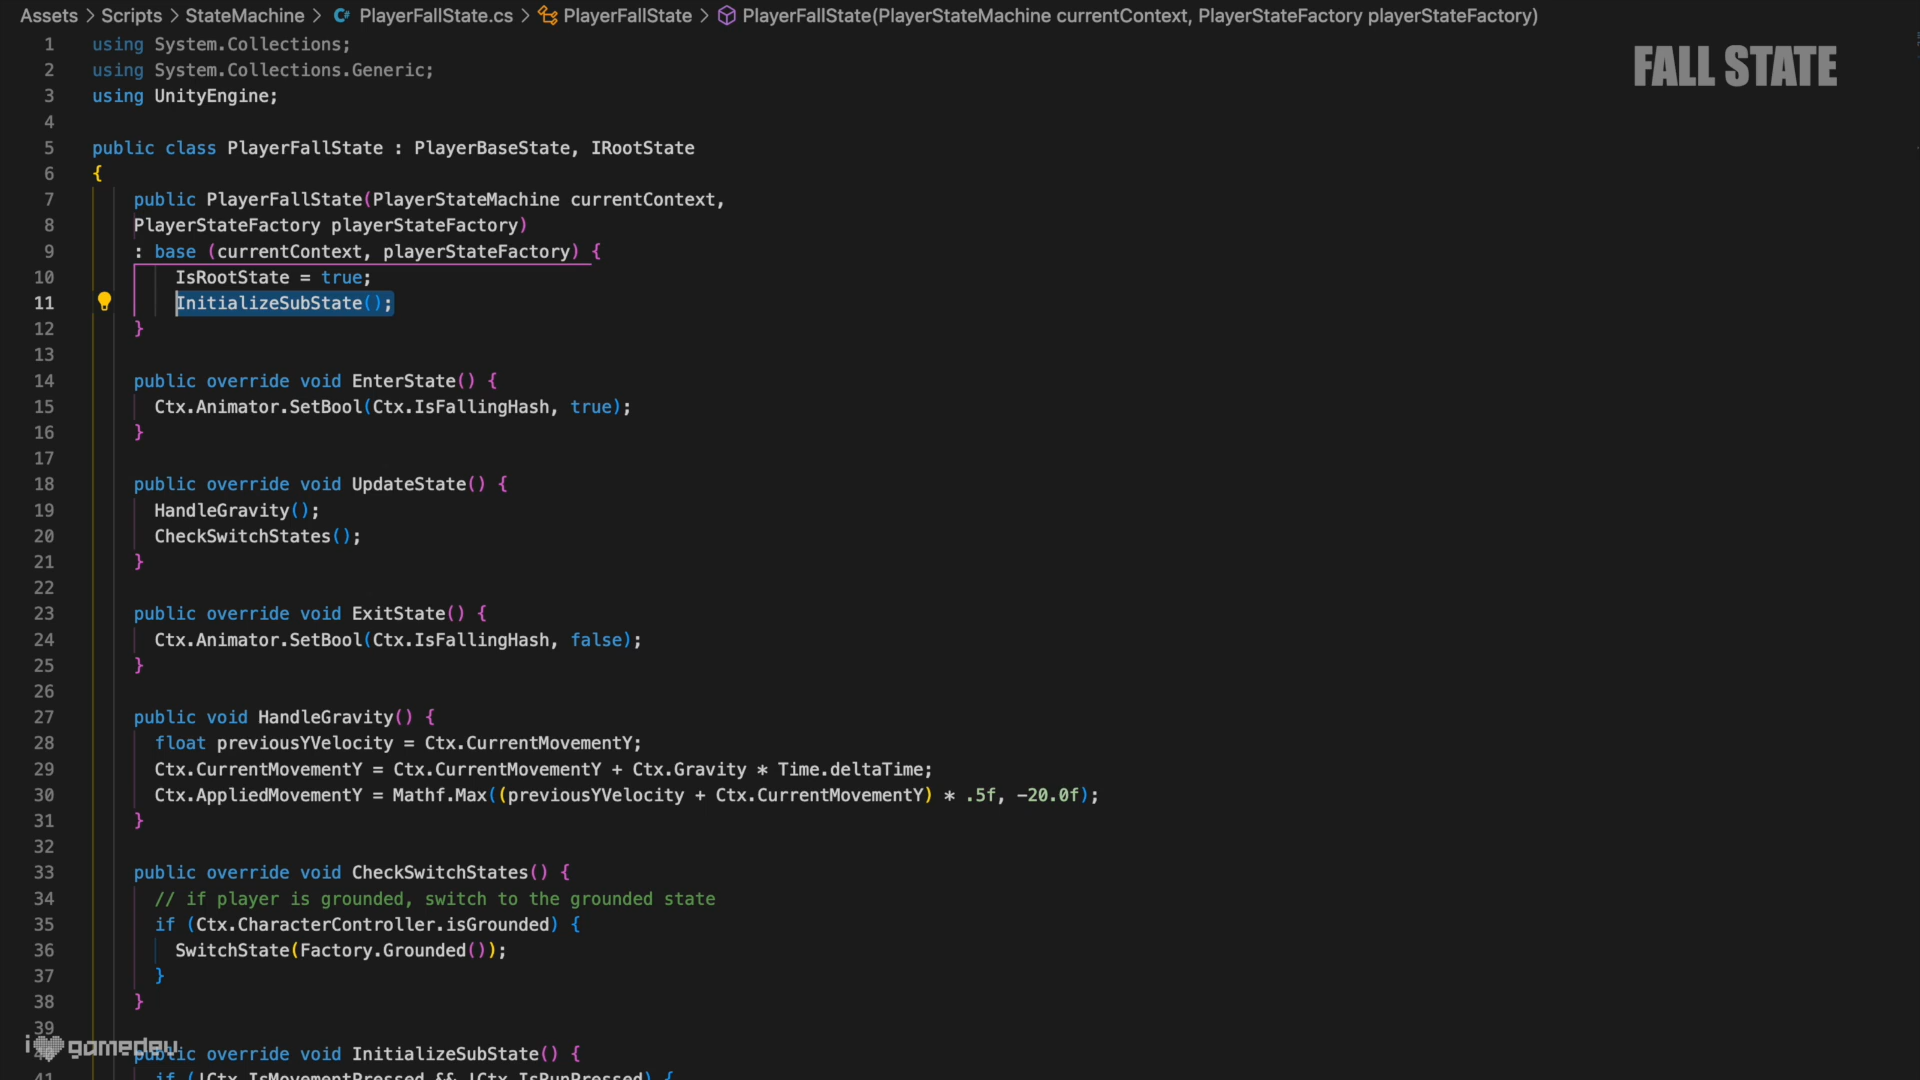 Assets > Scripts > StateMachine > PlayerFallState.cs > PlayerFallState > PlayerFallState(PlayerStateMachine currentContext, PlayerStateFactory playerStateFactory)
FALL STATE
1 using System.Collections;
2 using System.Collections.Generic;
3 using UnityEngine;
4
5 public class PlayerFallState : PlayerBaseState, IRootState
6 {
7 public PlayerFallState(PlayerStateMachine currentContext,
8 PlayerStateFactory playerStateFactory)
9 : base (currentContext, playerStateFactory) {
10 IsRootState = true;
11 InitializeSubState();
12 }
13
14 public override void EnterState() {
15 Ctx.Animator.SetBool(Ctx.IsFallingHash, true);
16 }
17
18 public override void UpdateState() {
19 HandleGravity();
20 CheckSwitchStates();
21 }
22
23 public override void ExitState() {
24 Ctx.Animator.SetBool(Ctx.IsFallingHash, false);
25 }
26
27 public void HandleGravity() {
28 float previousYVelocity = Ctx.CurrentMovementY;
29 Ctx.CurrentMovementY = Ctx.CurrentMovementY + Ctx.Gravity * Time.deltaTime;
30 Ctx.AppliedMovementY = Mathf.Max((previousYVelocity + Ctx.CurrentMovementY) * .5f, -20.0f);
31 }
32
33 public override void CheckSwitchStates() {
34 // if player is grounded, switch to the grounded state
35 if (Ctx.CharacterController.isGrounded) {
36 SwitchState(Factory.Grounded());
37 }
38 }
39
i gamedev
public override void InitializeSubState() {
41 if (!Ctx.IsMovementPressed && !Ctx.IsRunPressed) {